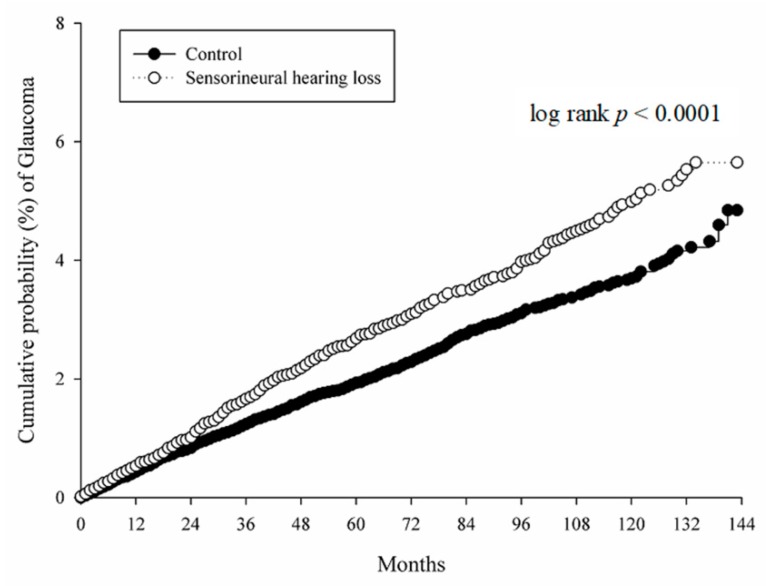 8
Control
Sensorineural hearing loss
log rank p < 0.0001
6
Cumulative probability (%) of Glaucoma
4
2
0
0 12 24 36 48 60 72 84 96 108 120 132 144
Months